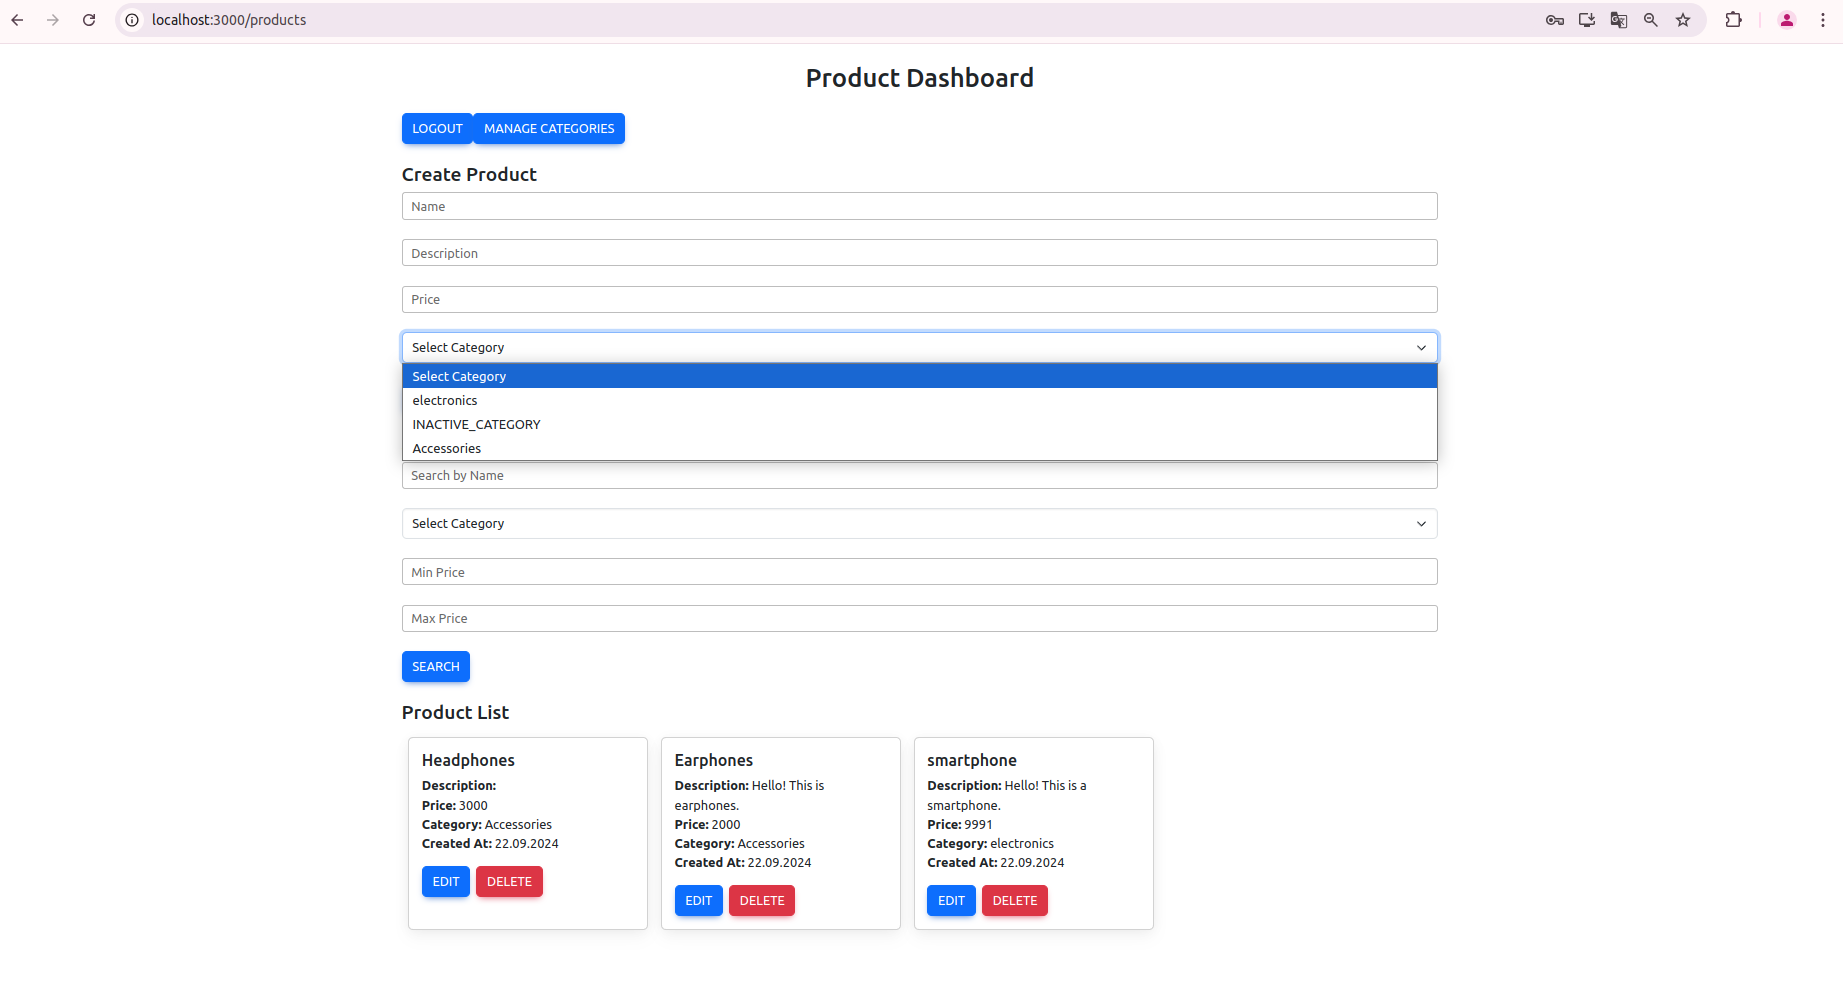 localhost:3000/products
Product Dashboard
LOGOUT MANAGE CATEGORIES
Create Product
Name
Description
Price
Select Category
Select Category
electronics
INACTIVE_CATEGORY
Accessories
Search by Name
Select Category
Min Price
Max Price
SEARCH
Product List
Headphones
Description:
Price: 3000
Category: Accessories
Created At: 22.09.2024
EDIT DELETE
Earphones
Description: Hello! This is
earphones.
Price: 2000
Category: Accessories
Created At: 22.09.2024
EDIT DELETE
smartphone
Description: Hello! This is a
smartphone.
Price: 9991
Category: electronics
Created At: 22.09.2024
EDIT DELETE